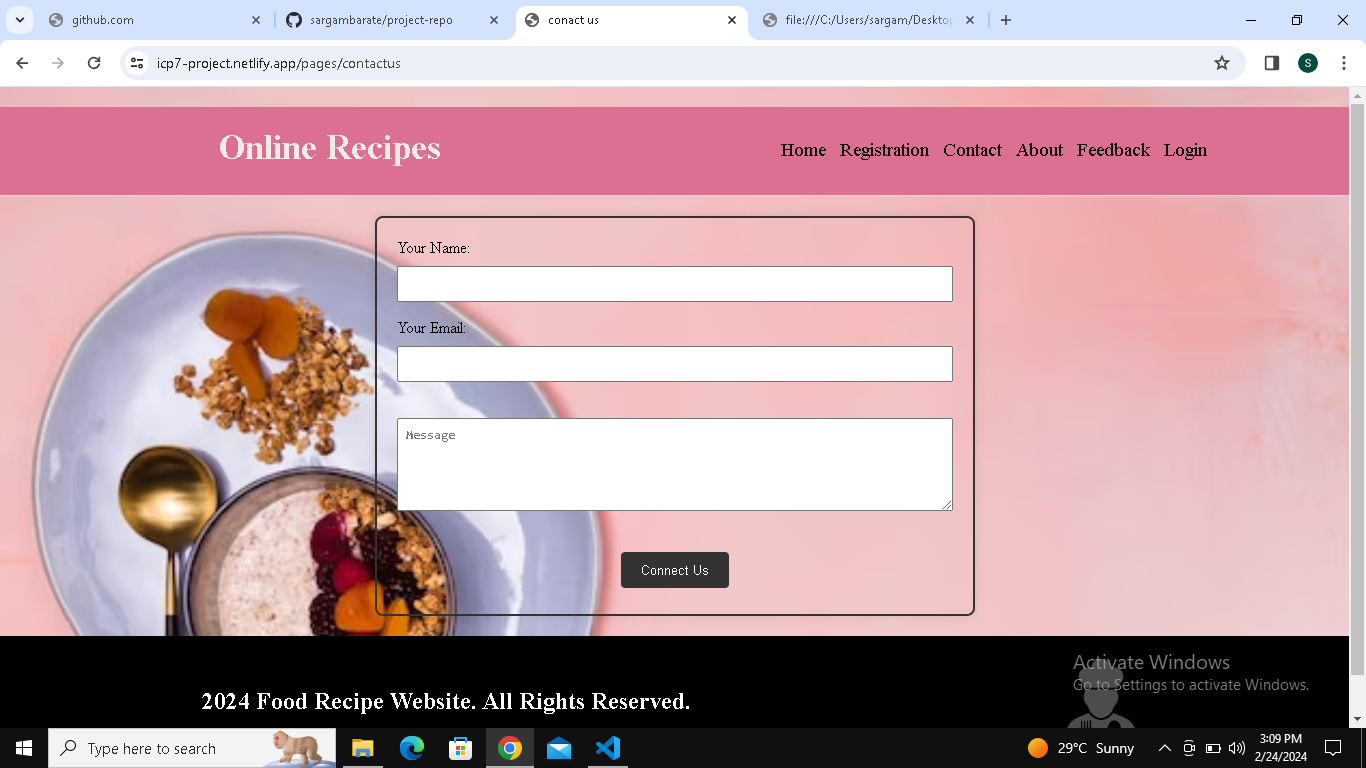 github.com
sargambarate/project-repo
conact us
file:///C:/Users/sargam/Desktop
icp7-project.netlify.app/pages/contactus
S
Online Recipes
Home Registration Contact About Feedback Login
Your Name:
Your Email:
Message
Connect Us
Activate Windows
Go to Settings to activate Windows.
2024 Food Recipe Website. All Rights Reserved.
Type here to search
29°C Sunny
3:09 PM
2/24/2024